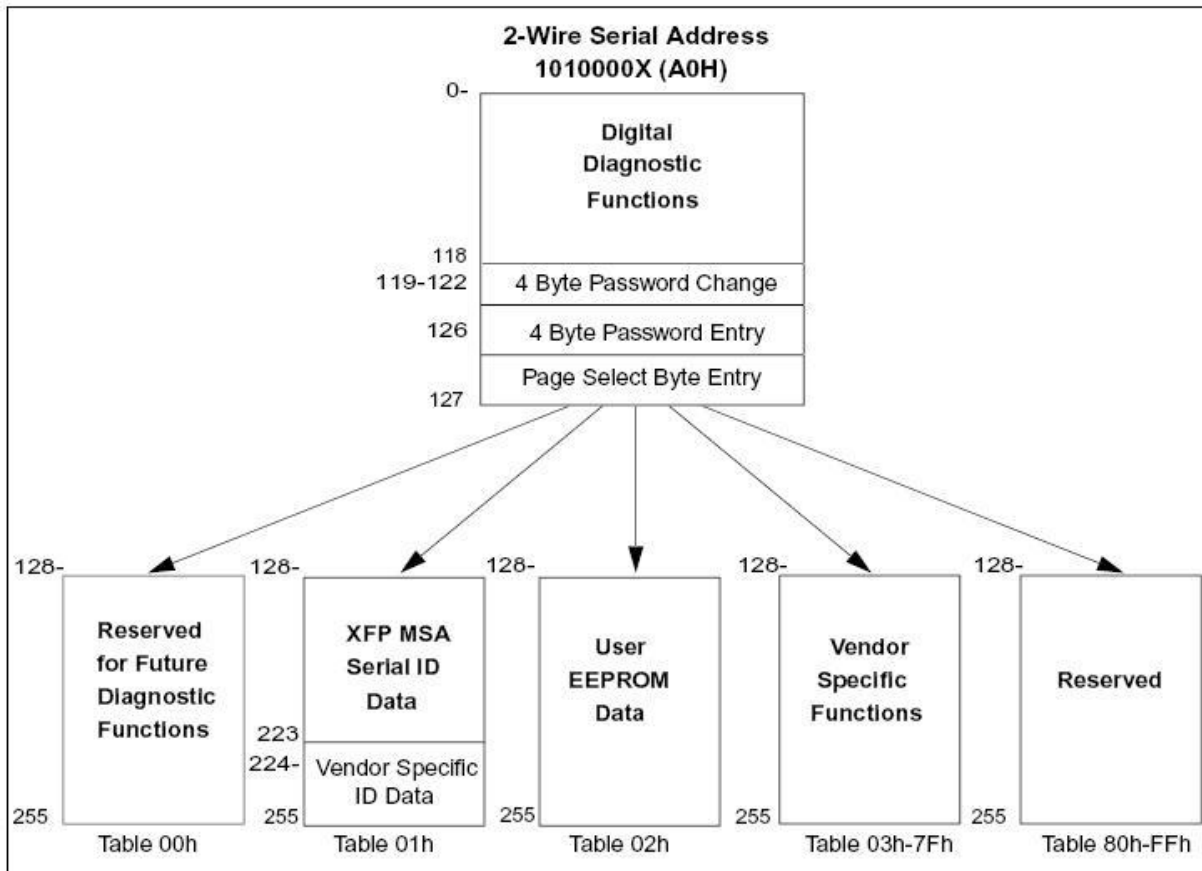 2-Wire Serial Address
1010000X (A0H)
0-
Digital
Diagnostic
Functions
118
119-122
4 Byte Password Change
126
4 Byte Password Entry
Page Select Byte Entry
127
128-
Reserved
for Future
Diagnostic
Functions
255
Table 00h
128-
XFP MSA
Serial ID
Data
223
224-
Vendor Specific
ID Data
255
Table 01h
128-
User
EEPROM
Data
255
Table 02h
128-
Vendor
Specific
Functions
255
Table 03h-7Fh
128-
Reserved
255
Table 80h-FFh